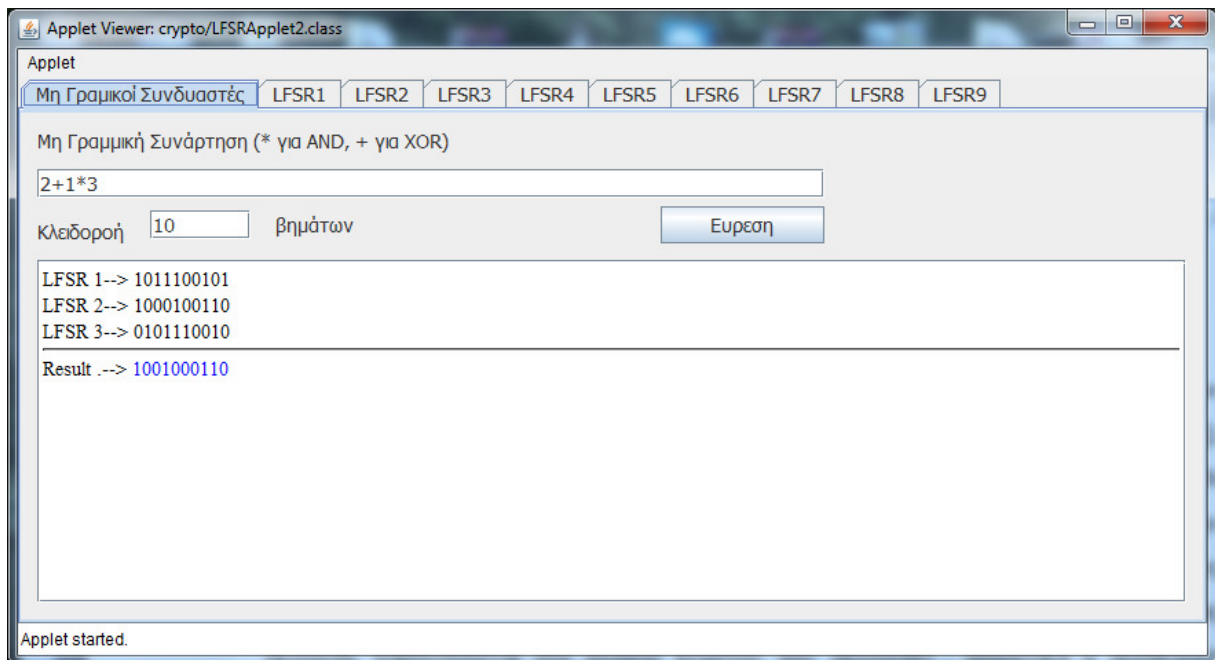 Applet Viewer: crypto/LFSRApplet2.class
Applet
Μη Γραμικοί Συνδυαστές LFSR1 LFSR2 LFSR3 LFSR4 LFSR5 LFSR6 LFSR7 LFSR8 LFSR9
Μη Γραμμική Συνάρτηση (* για AND, + για XOR)
2+1*3
Κλειδοροή 10 βημάτων Ευρεση
LFSR 1--> 1011100101
LFSR 2--> 1000100110
LFSR 3--> 0101110010
Result .--> 1001000110
Applet started.